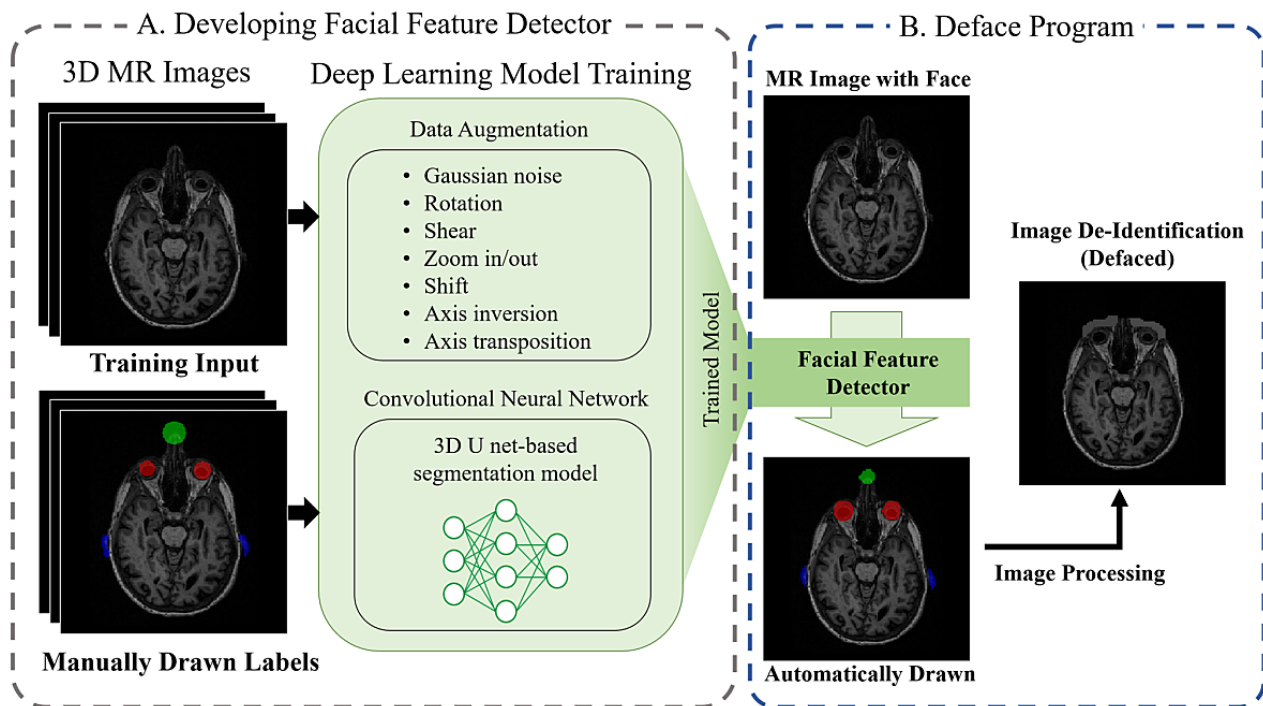 A. Developing Facial Feature Detector
3D MR Images
Training Input
Manually Drawn Labels
Deep Learning Model Training
Data Augmentation
• Gaussian noise
• Rotation
• Shear
• Zoom in/out
• Shift
• Axis inversion
• Axis transposition
Convolutional Neural Network
3D U net-based
segmentation model
Trained Model
B. Deface Program
MR Image with Face
Facial Feature
Detector
Automatically Drawn
Image Processing
Image De-Identification
(Defaced)